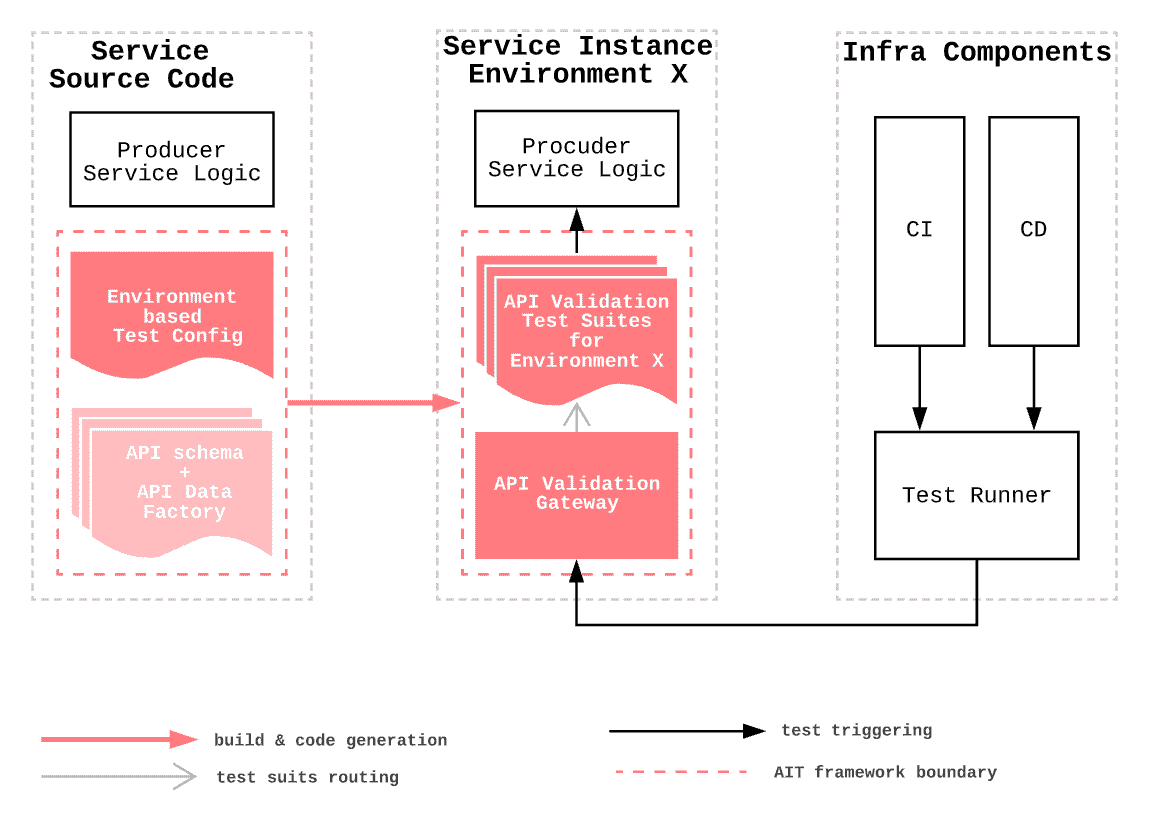 Service
Source Code
Producer
Service Logic
Environment
based
Test Config
API schema
+
API Data
Factory
Service Instance
Environment X
Procuder
Service Logic
API Validation
Test Suites
for
Environment X
API Validation
Gateway
Infra Components
CI
CD
Test Runner
build & code generation
test suits routing
test triggering
AIT framework boundary